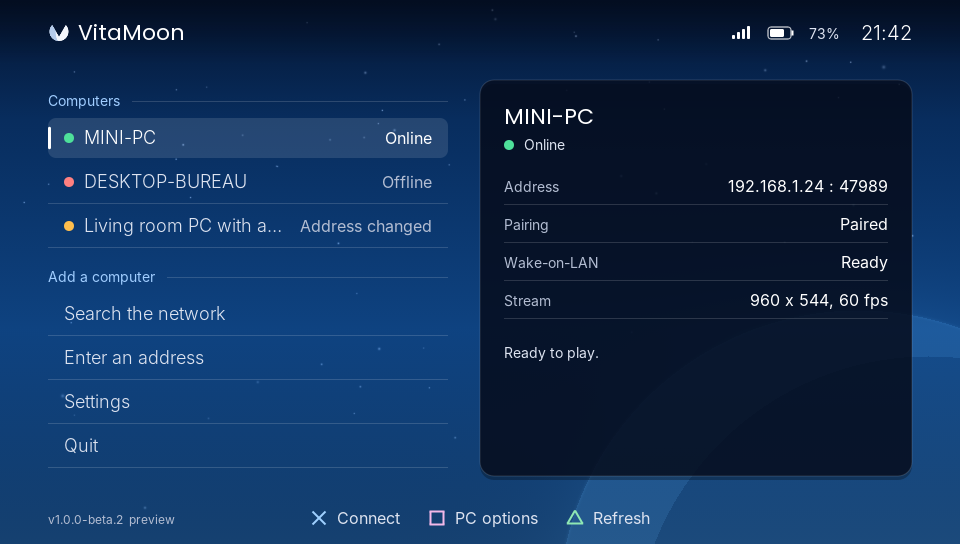 VitaMoon
73%
21:42
Computers
MINI-PC Online
DESKTOP-BUREAU Offline
Living room PC with a... Address changed
Add a computer
Search the network
Enter an address
Settings
Quit
MINI-PC
Online
Address 192.168.1.24 : 47989
Pairing Paired
Wake-on-LAN Ready
Stream 960 x 544, 60 fps
Ready to play.
v1.0.0-beta.2 preview
Connect
PC options
Refresh